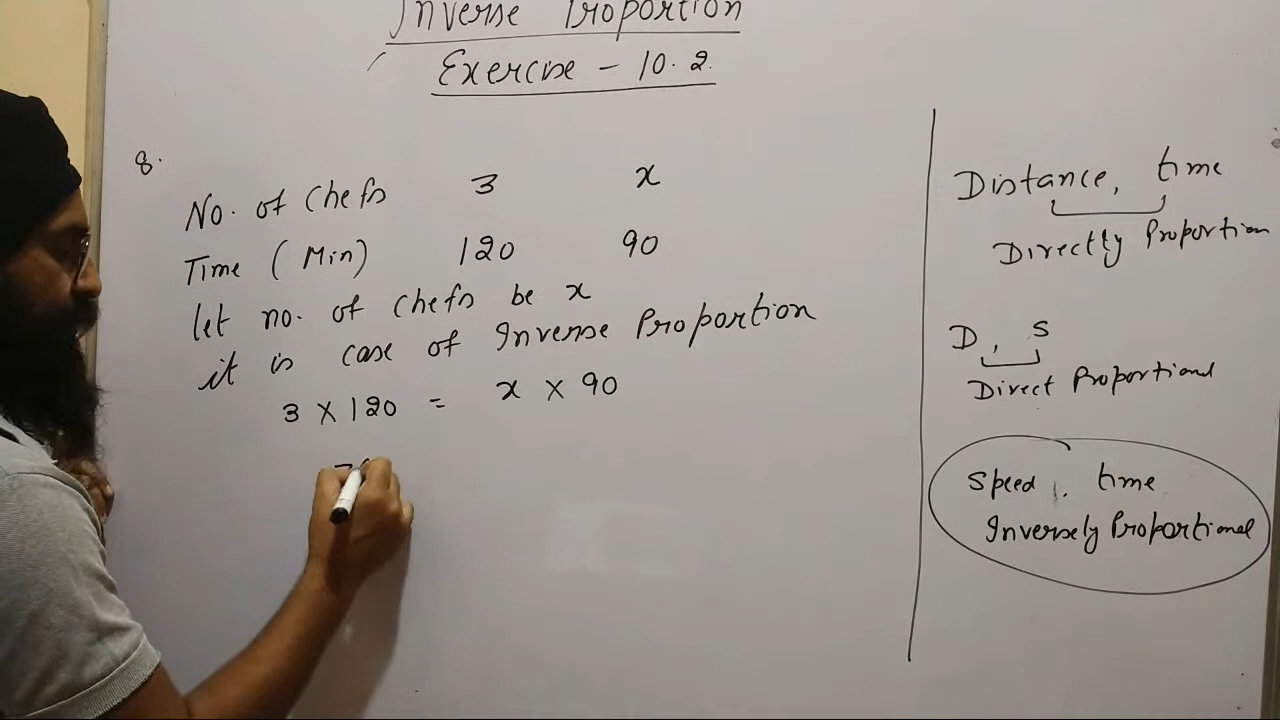 Inverse Proportion
Exercise - 10.2.
8.
No. of Chefs 3 x
Time (Min) 120 90
let no. of chefs be x
it is case of Inverse Proportion
3 × 120 = x × 90
Distance, time
Directly Proportion
D, S
Direct Proportional
Speed, time
Inversely Proportional